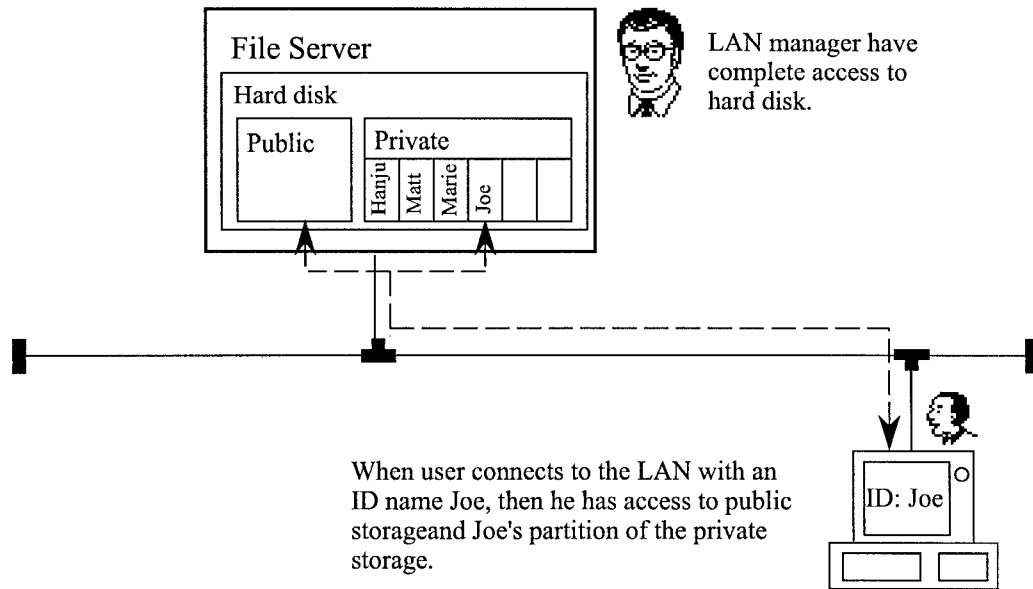 File Server
LAN manager have
complete access to
hard disk.
Hard disk
Public
Private
Hanju
Matt
Marie
Joe
When user connects to the LAN with an
ID name Joe, then he has access to public
storageand Joe's partition of the private
storage.
ID: Joe